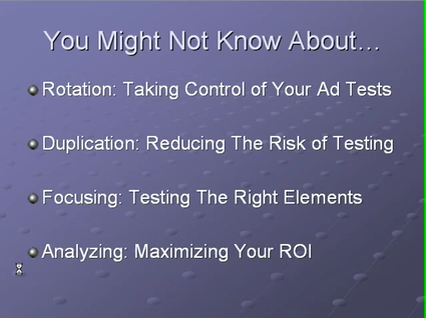 You Might Not Know About...
Rotation: Taking Control of Your Ad Tests
Duplication: Reducing The Risk of Testing
Focusing: Testing The Right Elements
Analyzing: Maximizing Your ROI